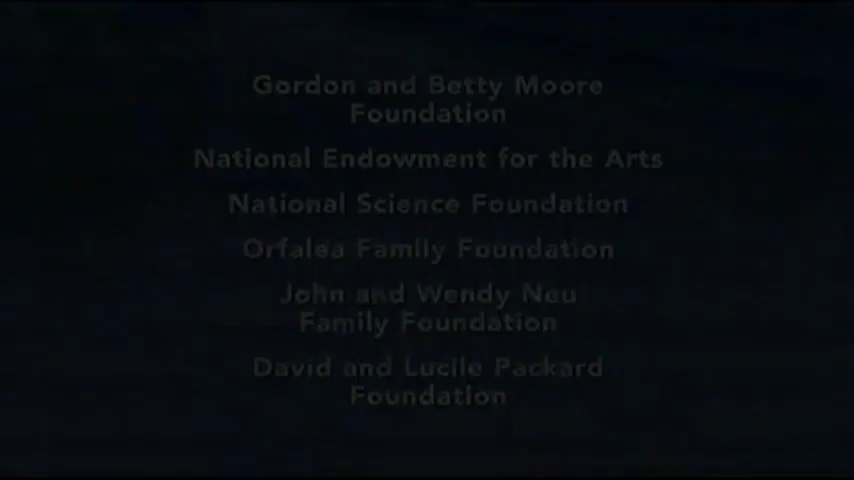 Gordon and Betty Moore
Foundation
National Endowment for the Arts
National Science Foundation
Orfalea Family Foundation
John and Wendy Neu
Family Foundation
David and Lucile Packard
Foundation